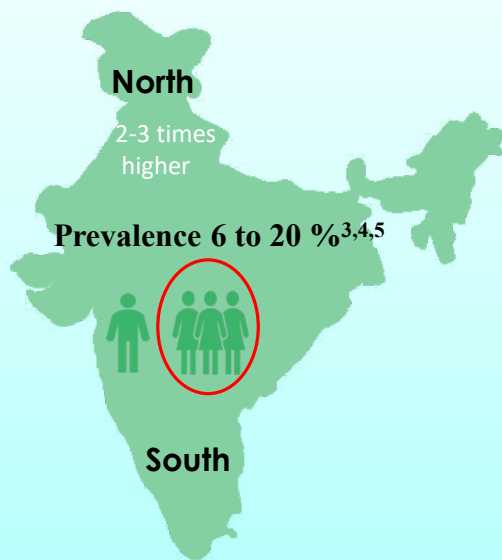 North
2-3 times
higher
Prevalence 6 to 20 %3,4,5
South